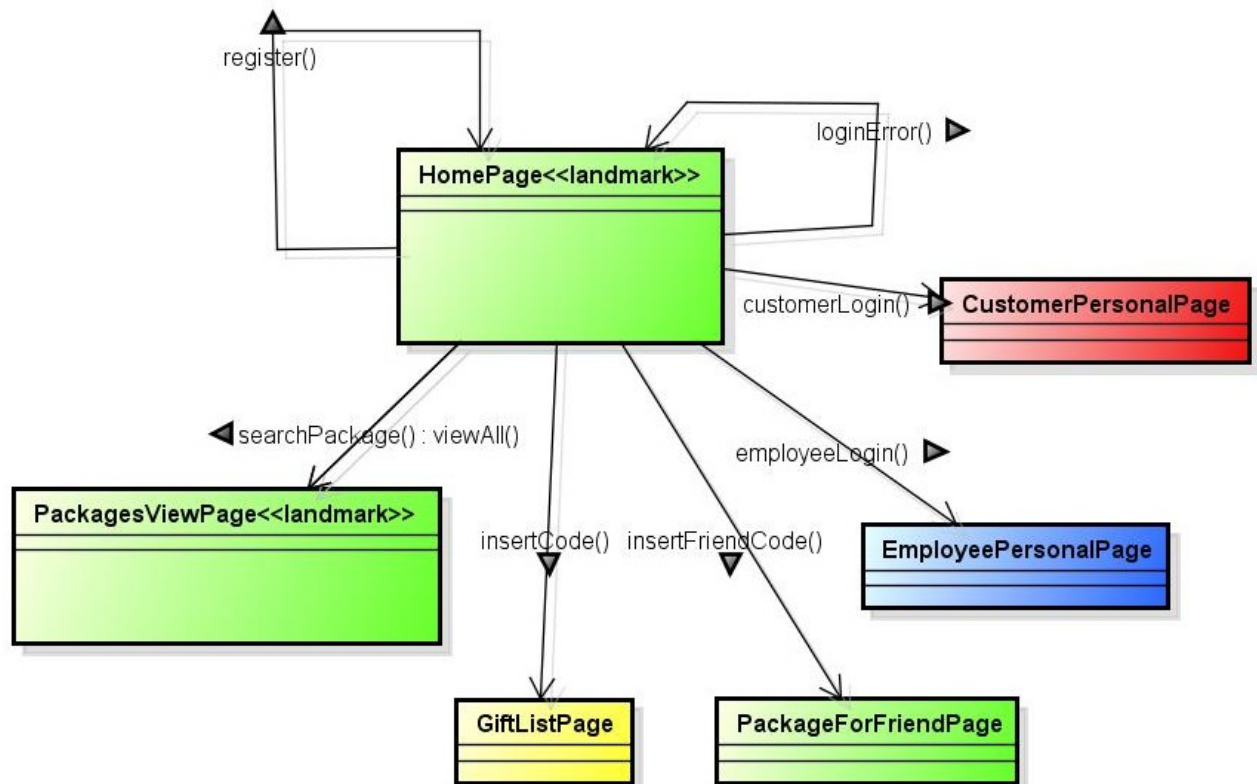 register()
loginError()
HomePage<<landmark>>
customerLogin()
CustomerPersonalPage
searchPackage() : viewAll()
employeeLogin()
PackagesViewPage<<landmark>>
insertCode()
insertFriendCode()
EmployeePersonalPage
GiftListPage
PackageForFriendPage